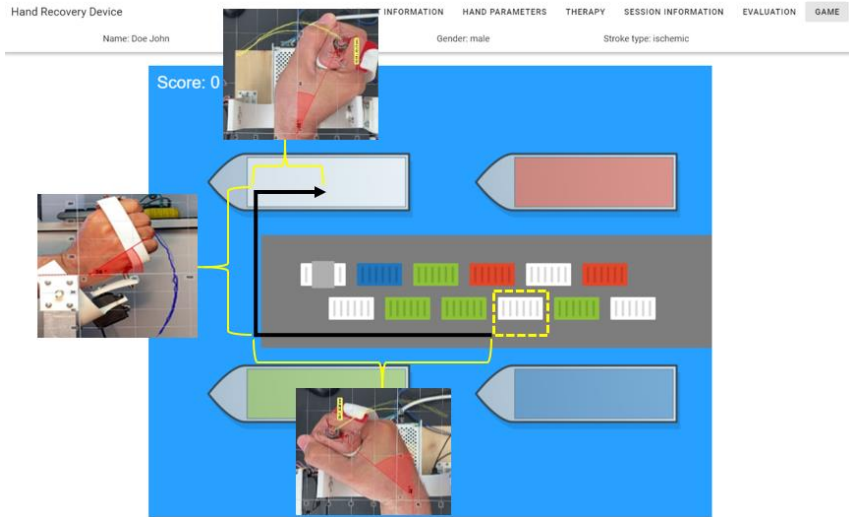 Hand Recovery Device
T INFORMATION HAND PARAMETERS THERAPY SESSION INFORMATION EVALUATION GAME
Name: Doe John Gender: male Stroke type: ischemic
Score: 0